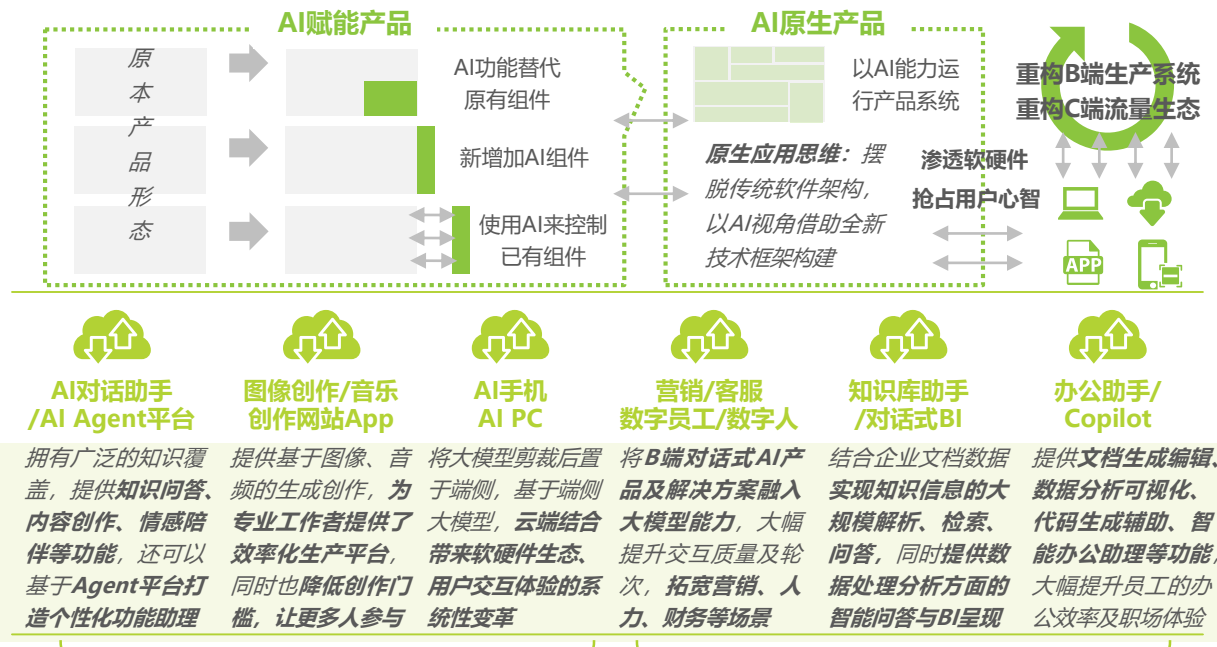 AI赋能产品
AI原生产品
原
本
产
品
形
态
AI功能替代
原有组件
新增加AI组件
使用AI来控制
已有组件
以AI能力运
行产品系统
原生应用思维：摆
脱传统软件架构，
以AI视角借助全新
技术框架构建
重构B端生产系统
重构C端流量生态
渗透软硬件
抢占用户心智
APP
AI对话助手
/AI Agent平台
拥有广泛的知识覆
盖，提供知识问答、
内容创作、情感陪
伴等功能，还可以
基于Agent平台打
造个性化功能助理
图像创作/音乐
创作网站App
提供基于图像、音
频的生成创作，为
专业工作者提供了
效率化生产平台，
同时也降低创作门
槛，让更多人参与
AI手机
AI PC
将大模型剪裁后置
于端侧，基于端侧
大模型，云端结合
带来软硬件生态、
用户交互体验的系
统性变革
营销/客服
数字员工/数字人
将B端对话式AI产
品及解决方案融入
大模型能力，大幅
提升交互质量及轮
次，拓宽营销、人
力、财务等场景
知识库助手
/对话式BI
结合企业文档数据
实现知识信息的大
规模解析、检索、
问答，同时提供数
据处理分析方面的
智能问答与BI呈现
办公助手/
Copilot
提供文档生成编辑、
数据分析可视化、
代码生成辅助、智
能办公助理等功能，
大幅提升员工的办
公效率及职场体验